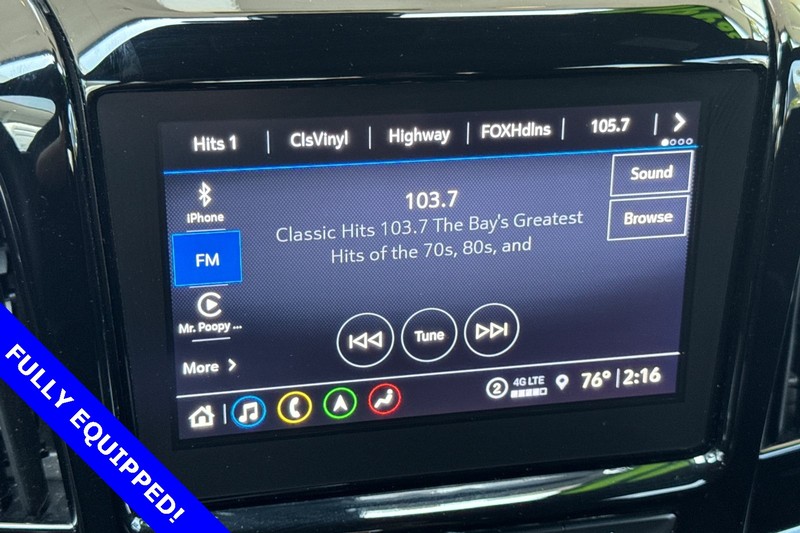 Hits 1 ClsVinyl Highway FOXHdlns 105.7
iPhone
FM
Mr. Poopy ...
More
103.7
Classic Hits 103.7 The Bay's Greatest
Hits of the 70s, 80s, and
Sound
Browse
Tune
2 4G LTE 76° 2:16
FULLY EQUIPPED!